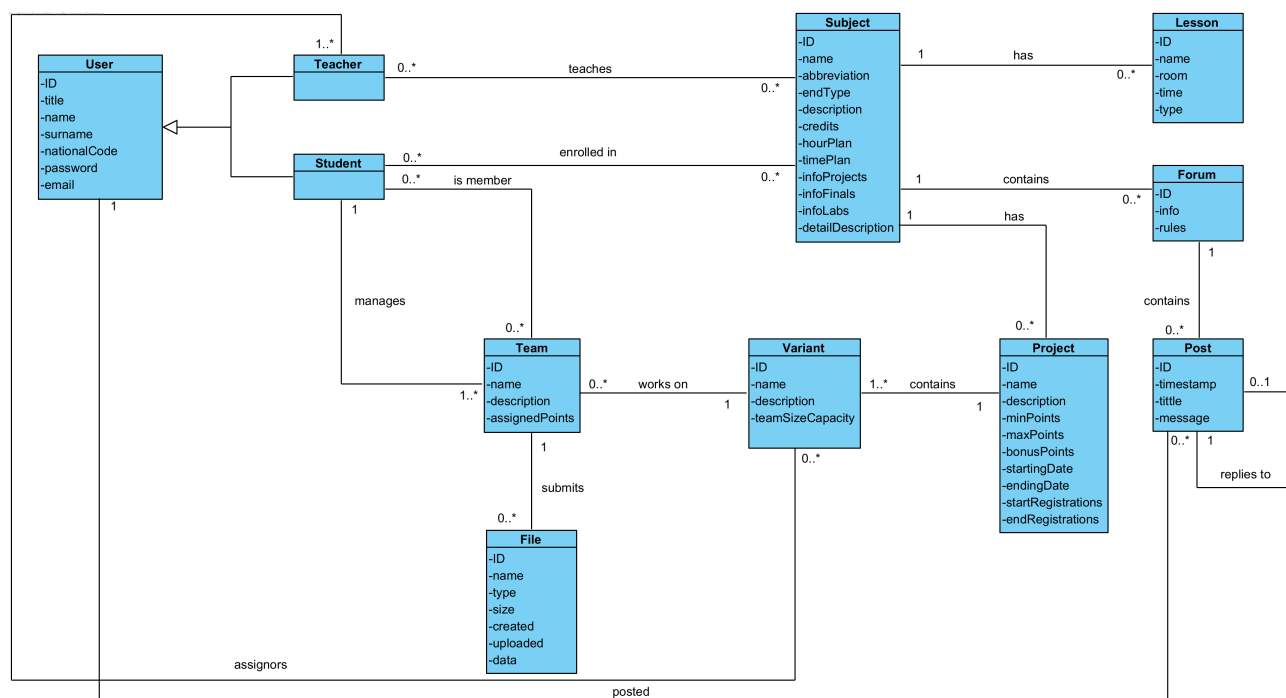 User
-ID
-title
-name
-surname
-nationalCode
-password
-email
1
1..*
Teacher
0..*
teaches
0..*
Student
0..*
enrolled in
0..*
0..*
is member
1
manages
Subject
-ID
-name
-abbreviation
-endType
-description
-credits
-hourPlan
-timePlan
-infoProjects
-infoFinals
-infoLabs
-detailDescription
1
has
0..*
Lesson
-ID
-name
-room
-time
-type
1
contains
0..*
Forum
-ID
-info
-rules
1
has
0..*
1
contains
0..*
0..*
1..*
Team
-ID
-name
-description
-assignedPoints
0..*
works on
1
Variant
-ID
-name
-description
-teamSizeCapacity
1..*
contains
1
Project
-ID
-name
-description
-minPoints
-maxPoints
-bonusPoints
-startingDate
-endingDate
-startRegistrations
-endRegistrations
Post
-ID
-timestamp
-tittle
-message
0..1
0..*
1
replies to
1
submits
0..*
0..*
File
-ID
-name
-type
-size
-created
-uploaded
-data
assignors
posted